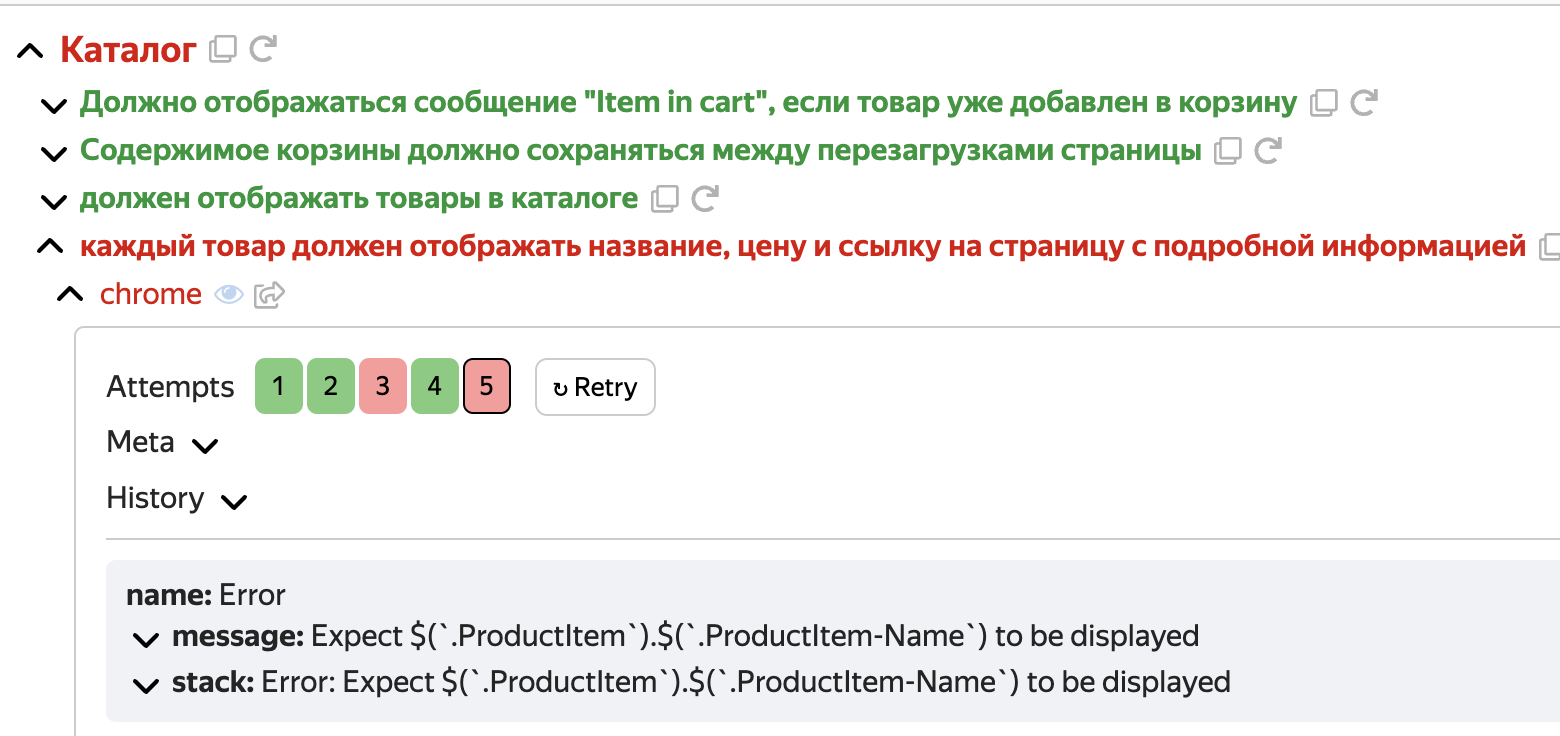 Каталог
Должно отображаться сообщение "Item in cart", если товар уже добавлен в корзину
Содержимое корзины должно сохраняться между перезагрузками страницы
должен отображать товары в каталоге
каждый товар должен отображать название, цену и ссылку на страницу с подробной информацией
chrome
Attempts 1 2 3 4 5 ↻ Retry
Meta
History
name: Error
message: Expect $(`.ProductItem`).$(`.ProductItem-Name`) to be displayed
stack: Error: Expect $(`.ProductItem`).$(`.ProductItem-Name`) to be displayed